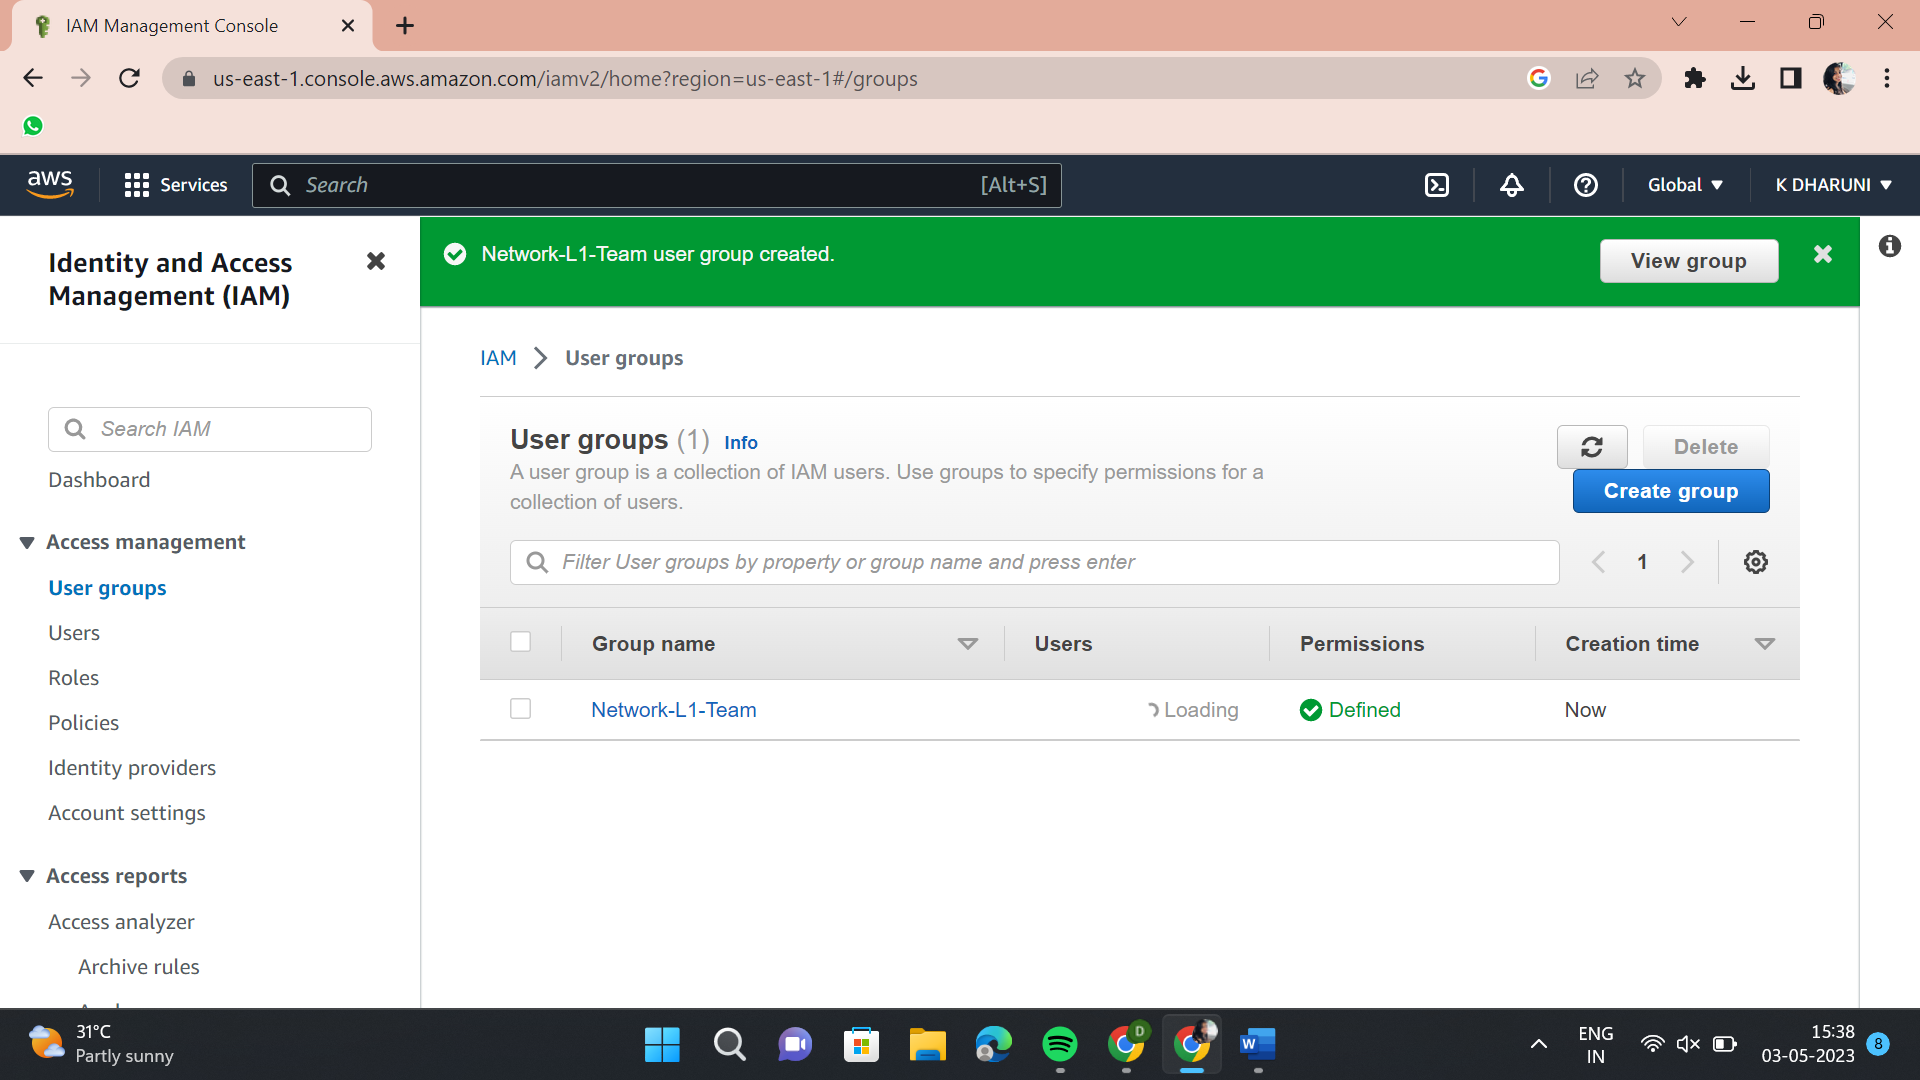 IAM Management Console
us-east-1.console.aws.amazon.com/iamv2/home?region=us-east-1#/groups
aws
Services
Search
[Alt+S]
Global
K DHARUNI
Identity and Access
Management (IAM)
Network-L1-Team user group created.
View group
IAM
User groups
Search IAM
User groups (1) Info
A user group is a collection of IAM users. Use groups to specify permissions for a
collection of users.
Delete
Create group
Dashboard
Access management
User groups
Users
Roles
Policies
Identity providers
Account settings
Access reports
Access analyzer
Archive rules
Filter User groups by property or group name and press enter
1
Group name
Users
Permissions
Creation time
Network-L1-Team
Loading
Defined
Now
31°C
Partly sunny
D
W
ENG
IN
15:38
03-05-2023
8